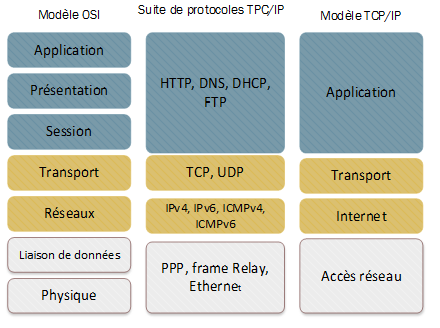 Modèle OSI
Suite de protocoles TPC/IP
Modèle TCP/IP
Application
Présentation
Session
Transport
Réseaux
Liaison de données
Physique
HTTP, DNS, DHCP,
FTP
TCP, UDP
IPv4, IPv6, ICMPv4,
ICMPv6
PPP, frame Relay,
Ethernet
Application
Transport
Internet
Accès réseau